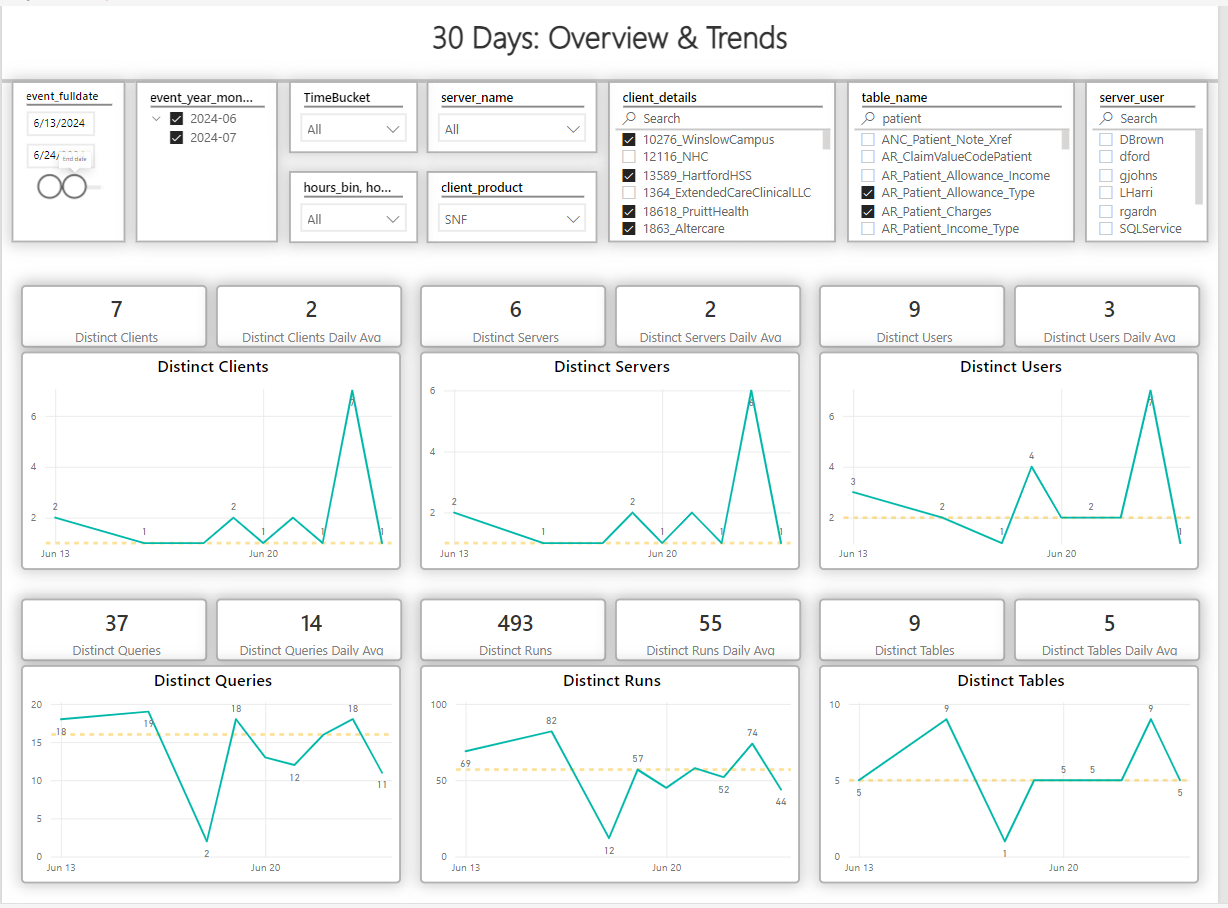 30 Days: Overview & Trends
event_fulldate
6/13/2024
6/24/
End date
event_year_mon...
2024-06
2024-07
TimeBucket
All
hours_bin, ho...
All
server_name
All
client_product
SNF
client_details
Search
10276_WinslowCampus
12116_NHC
13589_HartfordHSS
1364_ExtendedCareClinicalLLC
18618_PruittHealth
1863_Altercare
table_name
patient
ANC_Patient_Note_Xref
AR_ClaimValueCodePatient
AR_Patient_Allowance_Income
AR_Patient_Allowance_Type
AR_Patient_Charges
AR_Patient_Income_Type
server_user
Search
DBrown
dford
gjohns
LHarri
rgardn
SQLService
7
Distinct Clients
2
Distinct Clients Daily Avg
6
Distinct Servers
2
Distinct Servers Daily Avg
9
Distinct Users
3
Distinct Users Daily Avg
Distinct Clients
6
4
2
2
1
2
1
1
7
1
Jun 13
Jun 20
Distinct Servers
6
4
2
2
1
2
1
1
6
1
Jun 13
Jun 20
Distinct Users
6
4
2
3
2
1
4
2
7
1
Jun 13
Jun 20
37
Distinct Queries
14
Distinct Queries Daily Avg
493
Distinct Runs
55
Distinct Runs Daily Avg
9
Distinct Tables
5
Distinct Tables Daily Avg
Distinct Queries
20
15
10
5
0
18
19
2
18
12
18
11
Jun 13
Jun 20
Distinct Runs
100
50
0
69
82
12
57
52
74
44
Jun 13
Jun 20
Distinct Tables
10
5
0
5
9
1
5
5
9
5
Jun 13
Jun 20